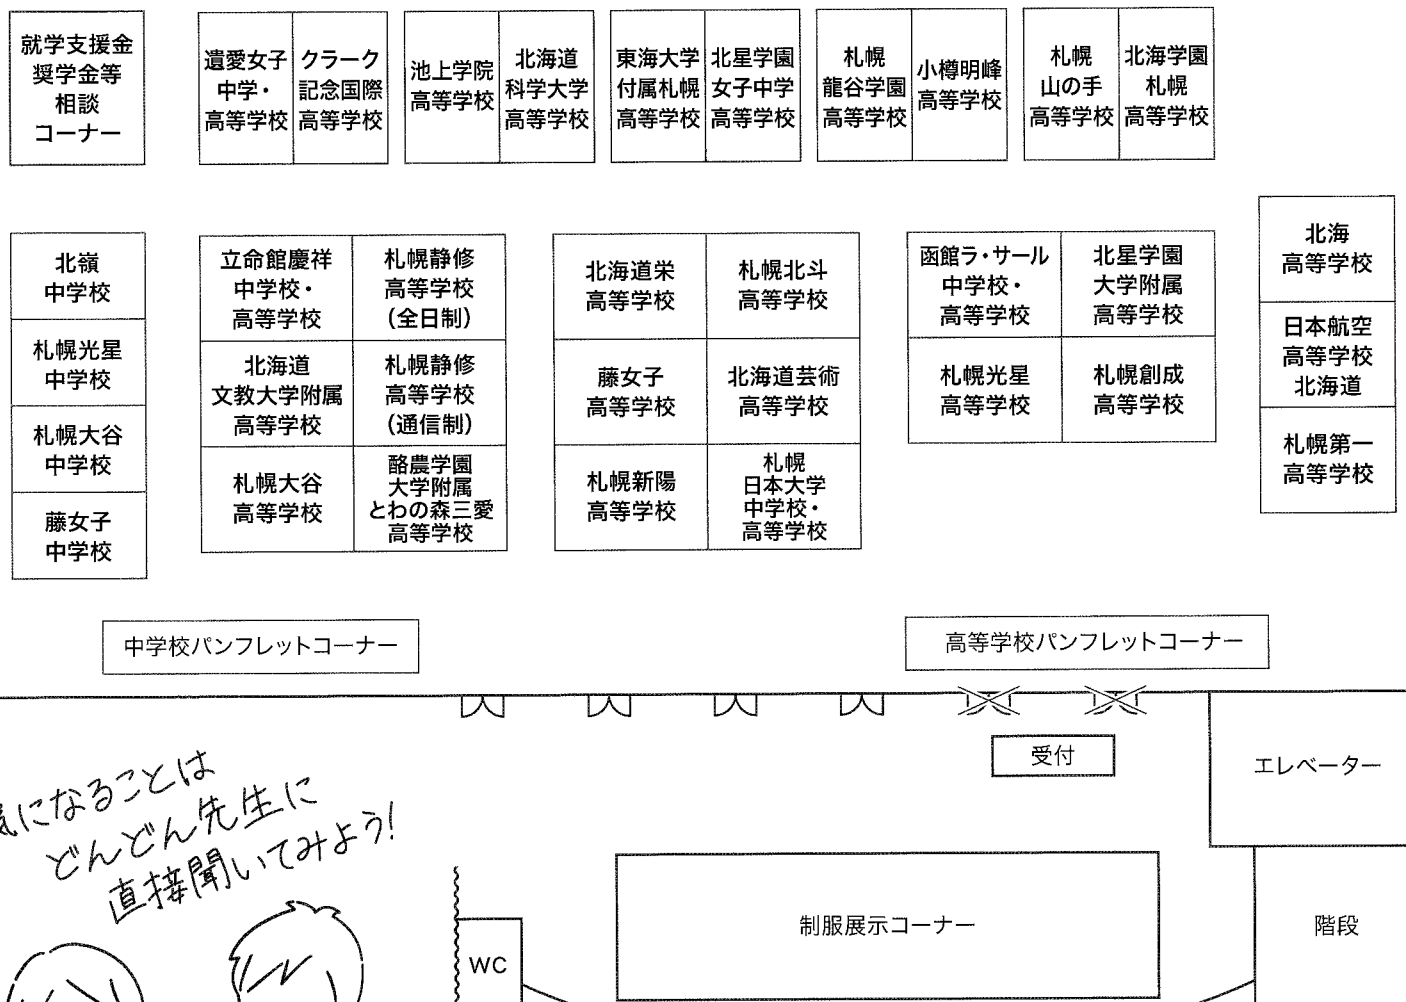 就学支援金
奨学金等
相談
コーナー
遺愛女子
中学・
高等学校
クラーク
記念国際
高等学校
池上学院
高等学校
北海道
科学大学
高等学校
東海大学
付属札幌
高等学校
北星学園
女子中学
高等学校
札幌
龍谷学園
高等学校
小樽明峰
高等学校
札幌
山の手
高等学校
北海学園
札幌
高等学校
北嶺
中学校
札幌光星
中学校
札幌大谷
中学校
藤女子
中学校
立命館慶祥
中学校・
高等学校
札幌静修
高等学校
(全日制)
北海道
文教大学附属
高等学校
札幌静修
高等学校
(通信制)
札幌大谷
高等学校
酪農学園
大学附属
とわの森三愛
高等学校
北海道栄
高等学校
札幌北斗
高等学校
藤女子
高等学校
北海道芸術
高等学校
札幌新陽
高等学校
札幌
日本大学
中学校・
高等学校
函館ラ・サール
中学校・
高等学校
北星学園
大学附属
高等学校
札幌光星
高等学校
札幌創成
高等学校
北海
高等学校
日本航空
高等学校
北海道
札幌第一
高等学校
中学校パンフレットコーナー
高等学校パンフレットコーナー
受付
エレベーター
気になることは
どんどん先生に
直接聞いてみよう!
制服展示コーナー
階段
WC